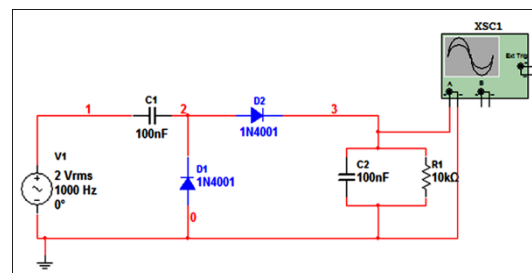 XSC1
Ext Trig
A
B
1
C1
100nF
2
D2
1N4001
3
V1
2 Vrms
1000 Hz
0°
D1
1N4001
0
C2
100nF
R1
10kΩ